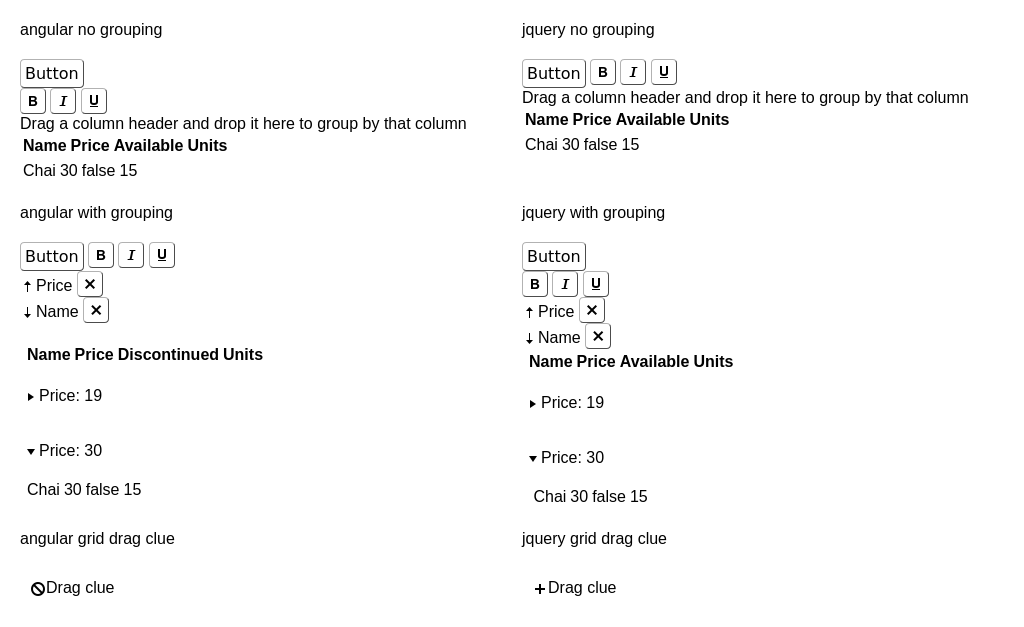 angular no grouping
Button
B I U
Drag a column header and drop it here to group by that column
Name Price Available Units
Chai 30 false 15
jquery no grouping
Button B I U
Drag a column header and drop it here to group by that column
Name Price Available Units
Chai 30 false 15
angular with grouping
Button B I U
Price
Name
Name Price Discontinued Units
Price: 19
Price: 30
Chai 30 false 15
jquery with grouping
Button
B I U
Price
Name
Name Price Available Units
Price: 19
Price: 30
Chai 30 false 15
angular grid drag clue
Drag clue
jquery grid drag clue
Drag clue